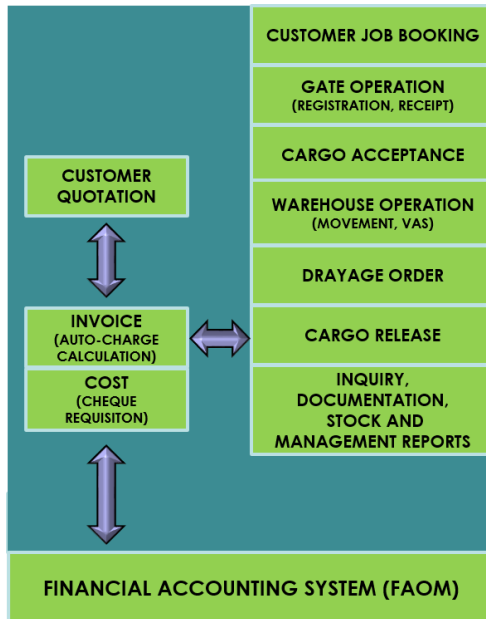 CUSTOMER JOB BOOKING
GATE OPERATION
(REGISTRATION, RECEIPT)
CARGO ACCEPTANCE
WAREHOUSE OPERATION
(MOVEMENT, VAS)
DRAYAGE ORDER
CARGO RELEASE
INQUIRY,
DOCUMENTATION,
STOCK AND
MANAGEMENT REPORTS
CUSTOMER
QUOTATION
INVOICE
(AUTO-CHARGE
CALCULATION)
COST
(CHEQUE
REQUISITON)
FINANCIAL ACCOUNTING SYSTEM (FAOM)